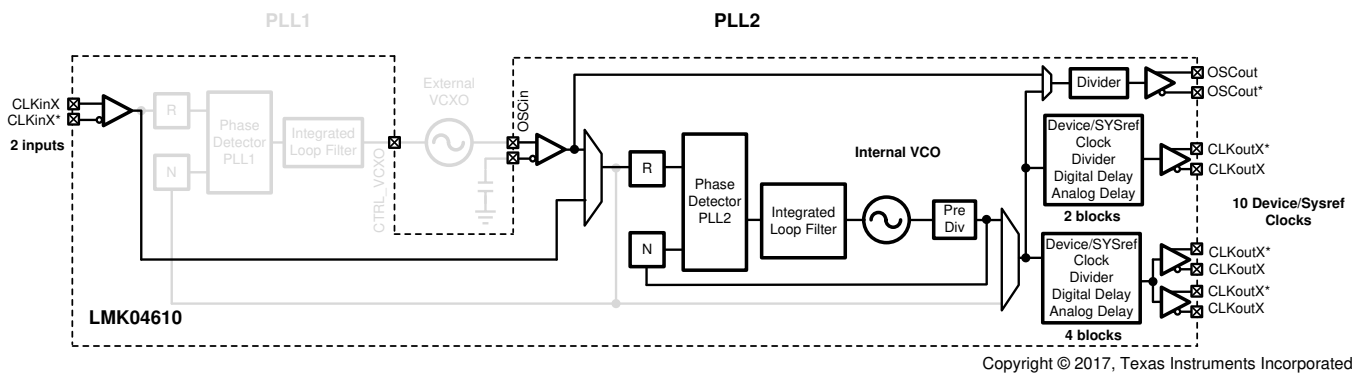 PLL1
PLL2
CLKinX
CLKinX*
2 inputs
R
N
Phase
Detector
PLL1
Integrated
Loop Filter
CTRL_VCXO
External
VCXO
OSCin
R
N
Phase
Detector
PLL2
Integrated
Loop Filter
Internal VCO
Pre
Div
Divider
OSCout
OSCout*
Device/SYSref
Clock
Divider
Digital Delay
Analog Delay
2 blocks
CLKoutX*
CLKoutX
10 Device/Sysref
Clocks
Device/SYSref
Clock
Divider
Digital Delay
Analog Delay
4 blocks
CLKoutX*
CLKoutX
CLKoutX*
CLKoutX
LMK04610
Copyright © 2017, Texas Instruments Incorporated